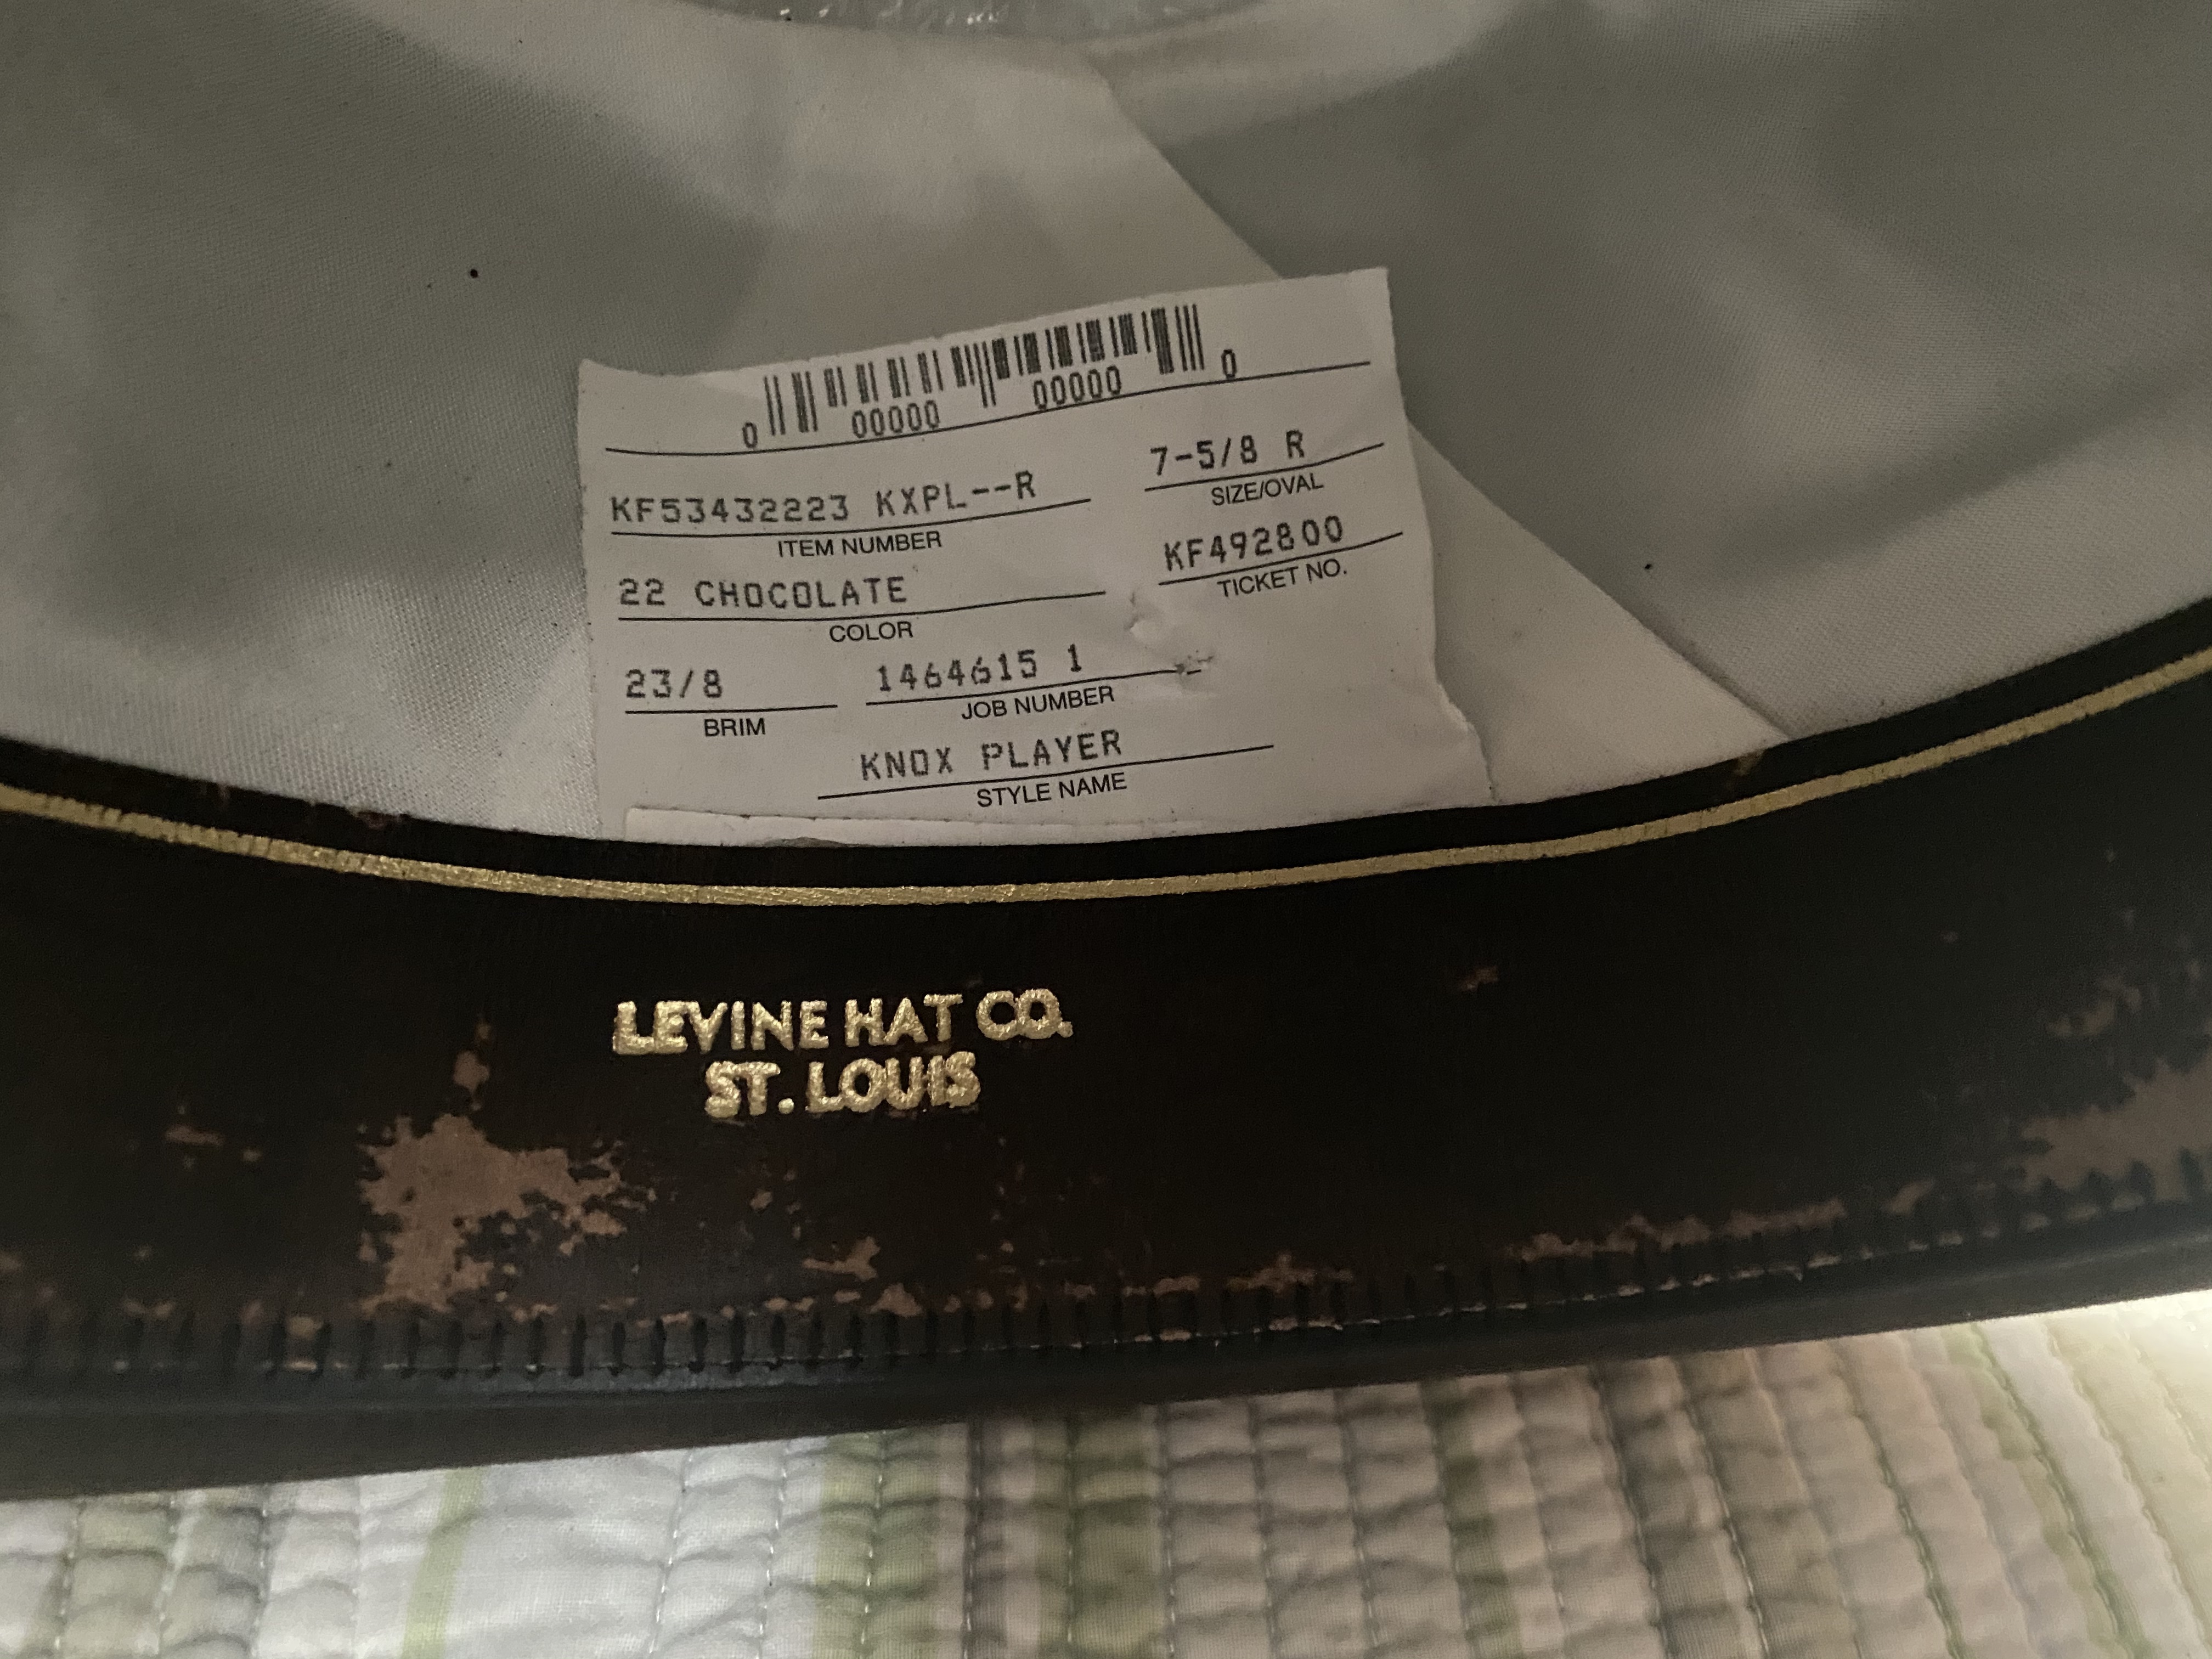 0 00000 00000 0
KF53432223 KXPL--R 7-5/8 R
ITEM NUMBER SIZE/OVAL
22 CHOCOLATE KF492800
COLOR TICKET NO.
23/8 1464615 1
BRIM JOB NUMBER
KNOX PLAYER
STYLE NAME
LEVINE HAT CO.
ST. LOUIS